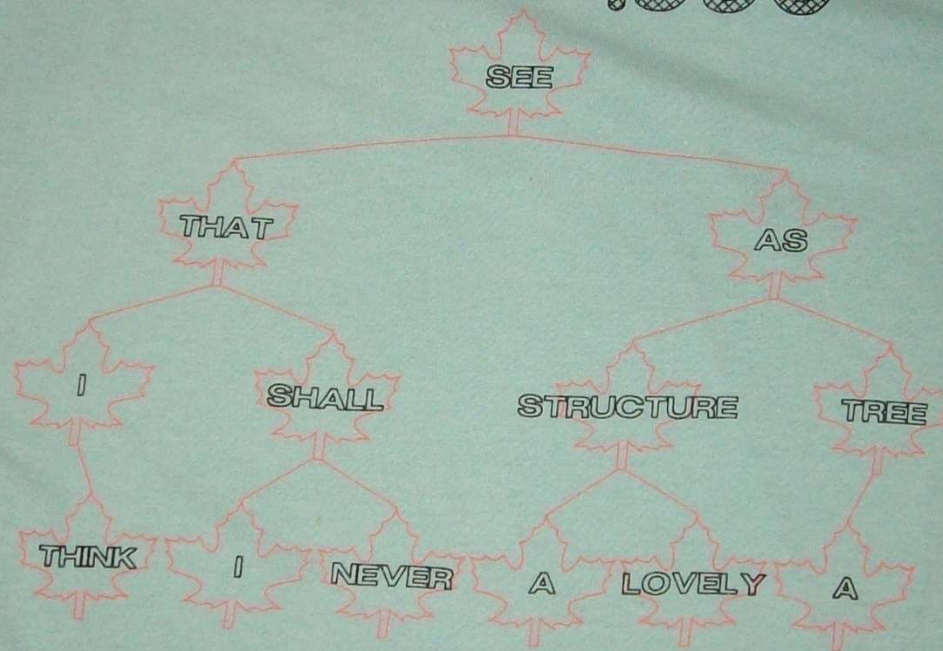 SEE
THAT AS
I SHALL STRUCTURE TREE
THINK I NEVER A LOVELY A